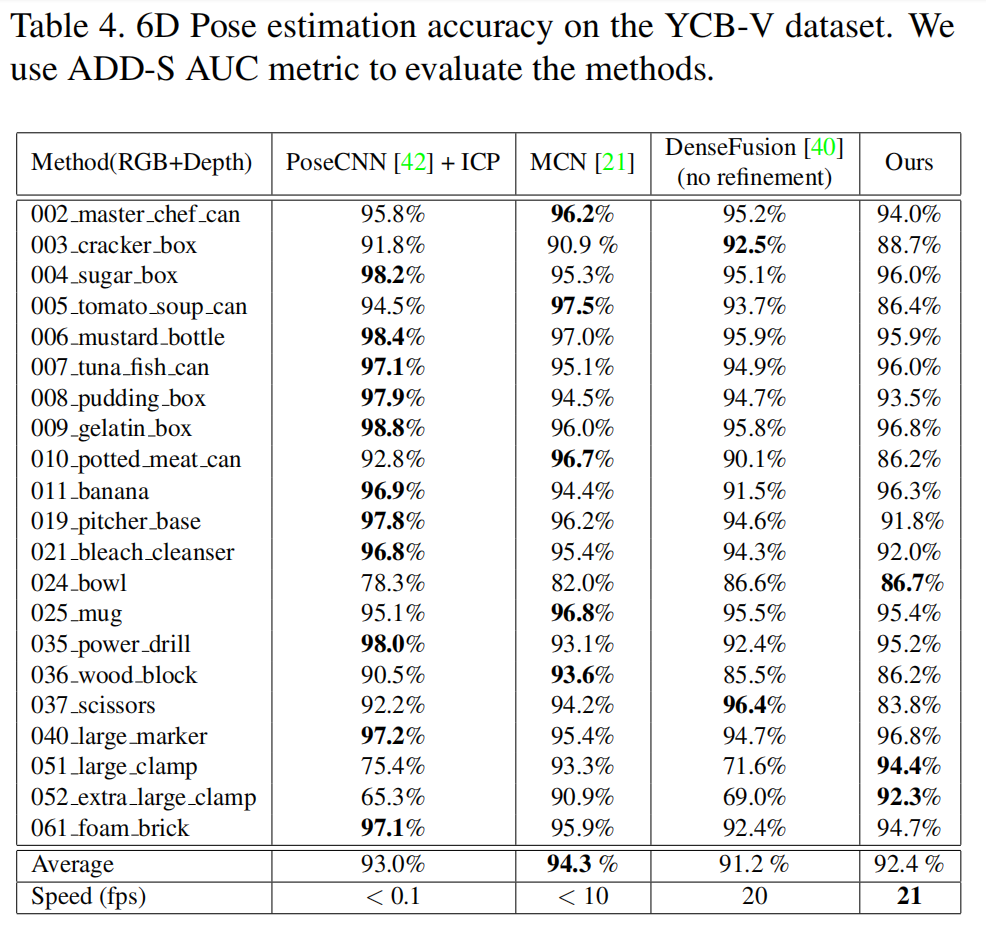 Table 4. 6D Pose estimation accuracy on the YCB-V dataset. We
use ADD-S AUC metric to evaluate the methods.
Method(RGB+Depth) PoseCNN [42] + ICP MCN [21] DenseFusion [40] (no refinement) Ours
002_master_chef_can 95.8% 96.2% 95.2% 94.0%
003_cracker_box 91.8% 90.9 % 92.5% 88.7%
004_sugar_box 98.2% 95.3% 95.1% 96.0%
005_tomato_soup_can 94.5% 97.5% 93.7% 86.4%
006_mustard_bottle 98.4% 97.0% 95.9% 95.9%
007_tuna_fish_can 97.1% 95.1% 94.9% 96.0%
008_pudding_box 97.9% 94.5% 94.7% 93.5%
009_gelatin_box 98.8% 96.0% 95.8% 96.8%
010_potted_meat_can 92.8% 96.7% 90.1% 86.2%
011_banana 96.9% 94.4% 91.5% 96.3%
019_pitcher_base 97.8% 96.2% 94.6% 91.8%
021_bleach_cleanser 96.8% 95.4% 94.3% 92.0%
024_bowl 78.3% 82.0% 86.6% 86.7%
025_mug 95.1% 96.8% 95.5% 95.4%
035_power_drill 98.0% 93.1% 92.4% 95.2%
036_wood_block 90.5% 93.6% 85.5% 86.2%
037_scissors 92.2% 94.2% 96.4% 83.8%
040_large_marker 97.2% 95.4% 94.7% 96.8%
051_large_clamp 75.4% 93.3% 71.6% 94.4%
052_extra_large_clamp 65.3% 90.9% 69.0% 92.3%
061_foam_brick 97.1% 95.9% 92.4% 94.7%
Average 93.0% 94.3 % 91.2 % 92.4 %
Speed (fps) < 0.1 < 10 20 21